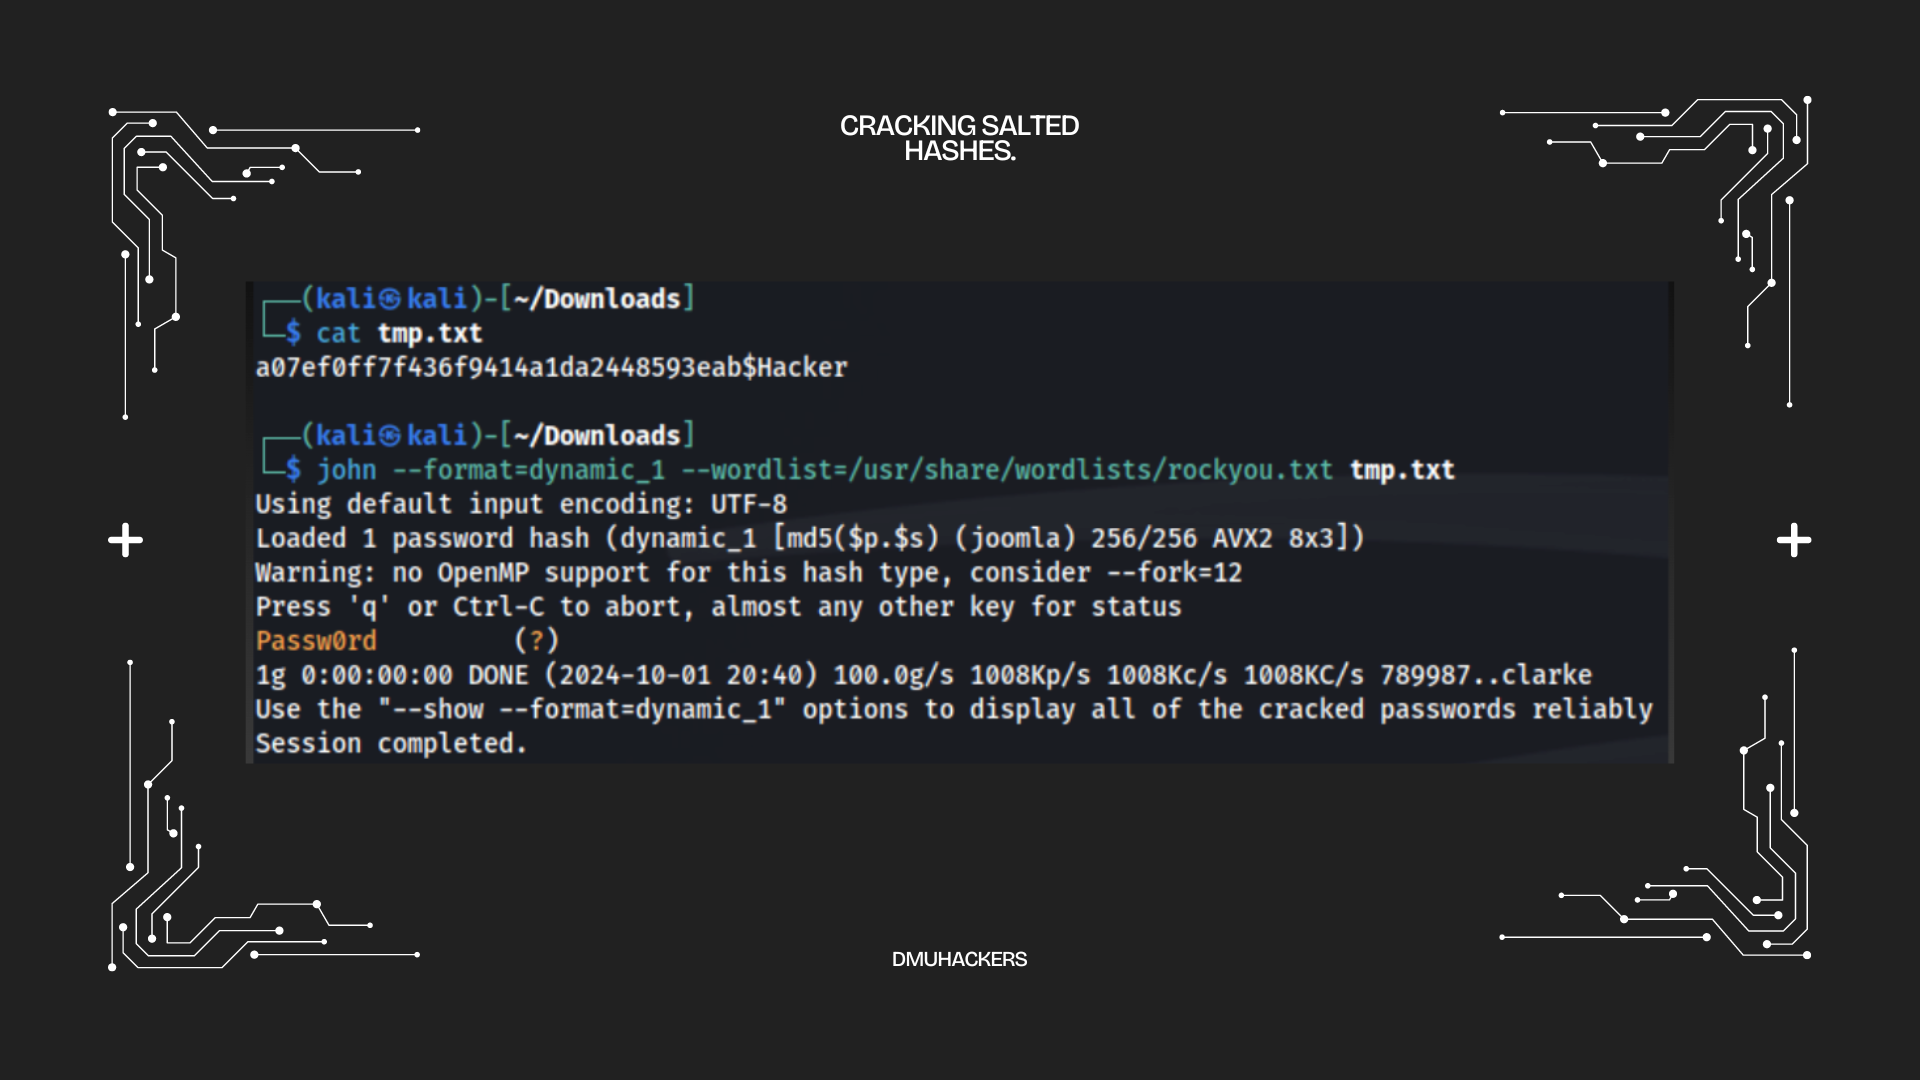 CRACKING SALTED
HASHES.
┌──(kali㉿kali)-[~/Downloads]
└─$ cat tmp.txt
a07ef0ff7f436f9414a1da2448593eab$Hacker
┌──(kali㉿kali)-[~/Downloads]
└─$ john --format=dynamic_1 --wordlist=/usr/share/wordlists/rockyou.txt tmp.txt
Using default input encoding: UTF-8
Loaded 1 password hash (dynamic_1 [md5($p.$s) (joomla) 256/256 AVX2 8x3])
Warning: no OpenMP support for this hash type, consider --fork=12
Press 'q' or Ctrl-C to abort, almost any other key for status
Passw0rd (?)
1g 0:00:00:00 DONE (2024-10-01 20:40) 100.0g/s 1008Kp/s 1008Kc/s 1008KC/s 789987..clarke
Use the "--show --format=dynamic_1" options to display all of the cracked passwords reliably
Session completed.
DMUHACKERS